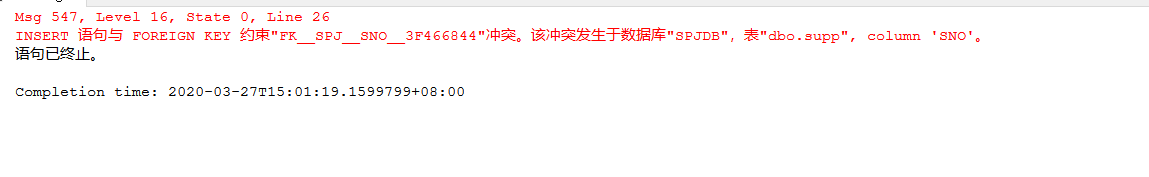 Msg 547, Level 16, State 0, Line 26
INSERT 语句与 FOREIGN KEY 约束"FK__SPJ__SNO__3F466844"冲突。该冲突发生于数据库"SPJDB", 表"dbo.supp", column 'SNO'。
语句已终止。
Completion time: 2020-03-27T15:01:19.1599799+08:00